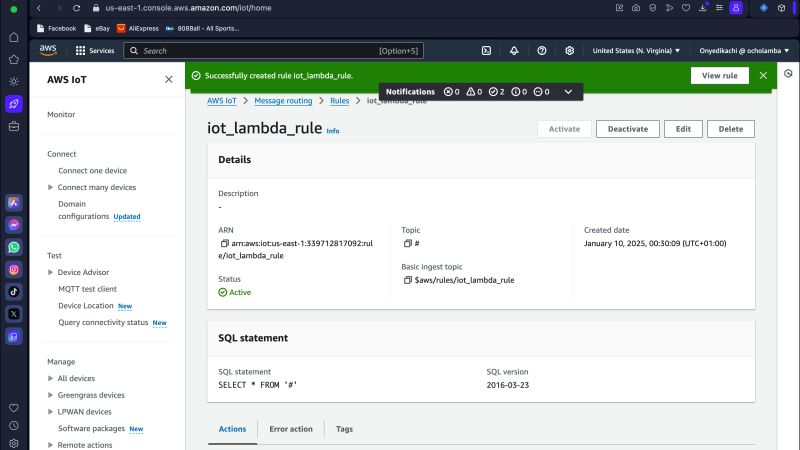 us-east-1.console.aws.amazon.com/iot/home
Facebook
eBay
AliExpress
808Ball - All Sports...
aws
Services
Search
[Option+S]
United States (N. Virginia)
Onyedikachi @ ocholamba
AWS IoT
Monitor
Connect
Connect one device
Connect many devices
Domain
configurations Updated
Test
Device Advisor
MQTT test client
Device Location New
Query connectivity status New
Manage
All devices
Greengrass devices
LPWAN devices
Software packages New
Remote actions
Successfully created rule iot_lambda_rule.
View rule
Notifications 0 0 2 0 0
AWS IoT > Message routing > Rules > iot_lambda_rule
iot_lambda_rule Info
Activate
Deactivate
Edit
Delete
Details
Description
-
ARN
arn:aws:iot:us-east-1:339712817092:rul
e/iot_lambda_rule
Status
Active
Topic
#
Basic ingest topic
$aws/rules/iot_lambda_rule
Created date
January 10, 2025, 00:30:09 (UTC+01:00)
SQL statement
SQL statement
SELECT * FROM '#'
SQL version
2016-03-23
Actions
Error action
Tags